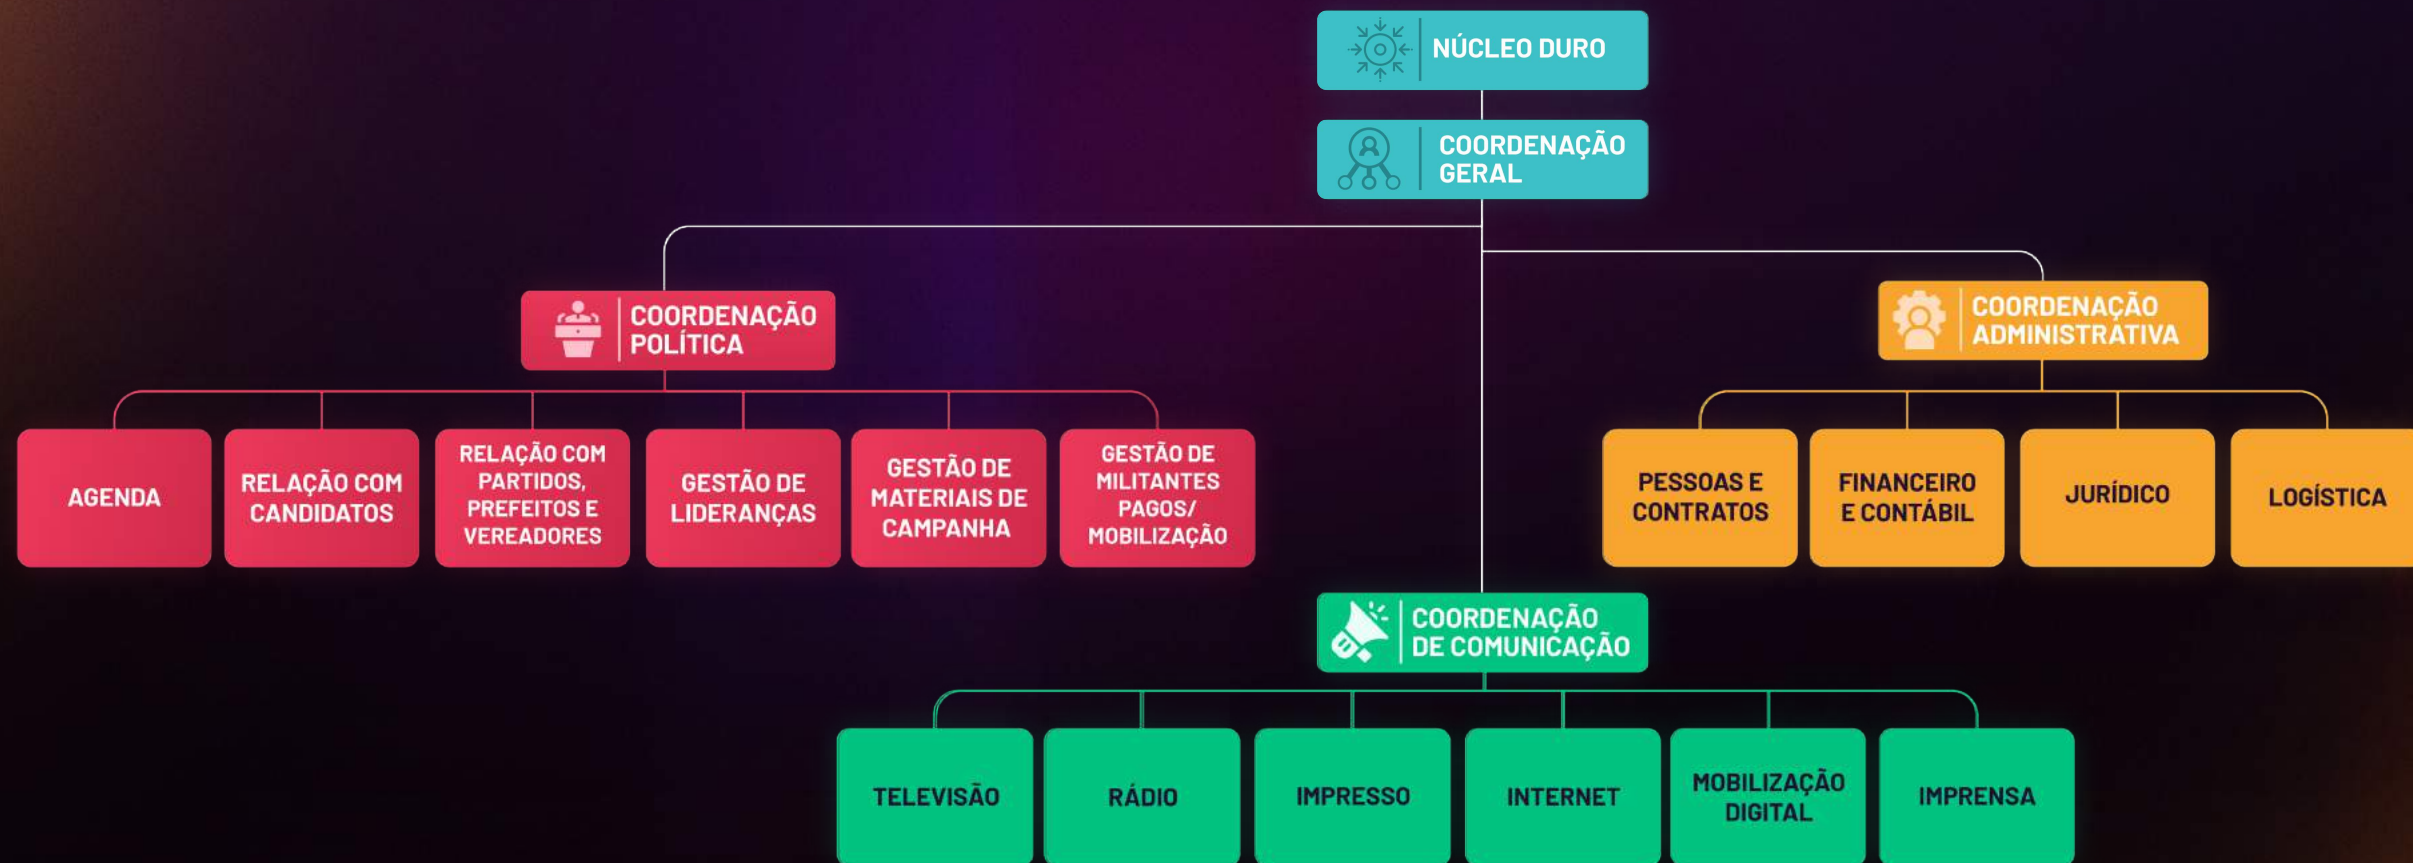 NÚCLEO DURO
COORDENAÇÃO
GERAL
COORDENAÇÃO
POLÍTICA
COORDENAÇÃO
ADMINISTRATIVA
AGENDA
RELAÇÃO COM
CANDIDATOS
RELAÇÃO COM
PARTIDOS,
PREFEITOS E
VEREADORES
GESTÃO DE
LIDERANÇAS
GESTÃO DE
MATERIAIS DE
CAMPANHA
GESTÃO DE
MILITANTES
PAGOS/
MOBILIZAÇÃO
PESSOAS E
CONTRATOS
FINANCEIRO
E CONTÁBIL
JURÍDICO
LOGÍSTICA
COORDENAÇÃO
DE COMUNICAÇÃO
TELEVISÃO
RÁDIO
IMPRESSO
INTERNET
MOBILIZAÇÃO
DIGITAL
IMPRENSA